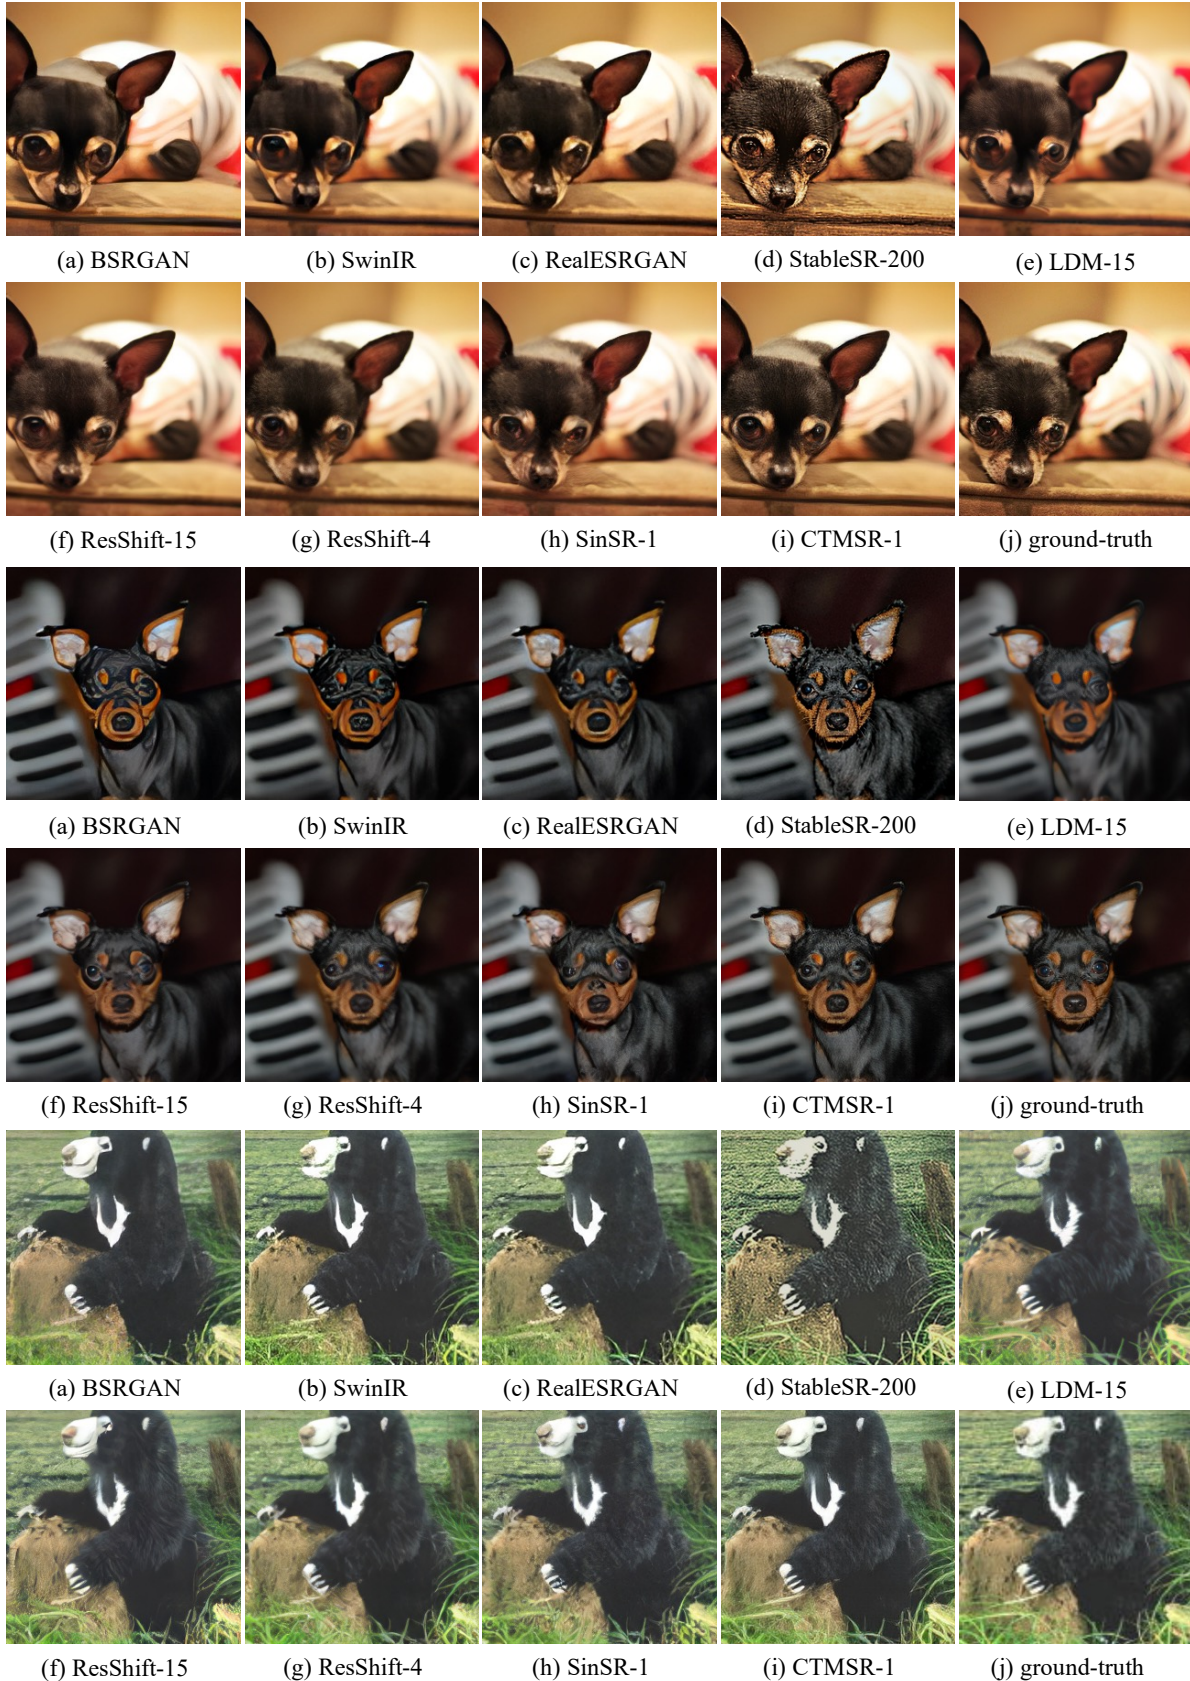 (a) BSRGAN (b) SwinIR (c) RealESRGAN (d) StableSR-200 (e) LDM-15
(f) ResShift-15 (g) ResShift-4 (h) SinSR-1 (i) CTMSR-1 (j) ground-truth
(a) BSRGAN (b) SwinIR (c) RealESRGAN (d) StableSR-200 (e) LDM-15
(f) ResShift-15 (g) ResShift-4 (h) SinSR-1 (i) CTMSR-1 (j) ground-truth
(a) BSRGAN (b) SwinIR (c) RealESRGAN (d) StableSR-200 (e) LDM-15
(f) ResShift-15 (g) ResShift-4 (h) SinSR-1 (i) CTMSR-1 (j) ground-truth